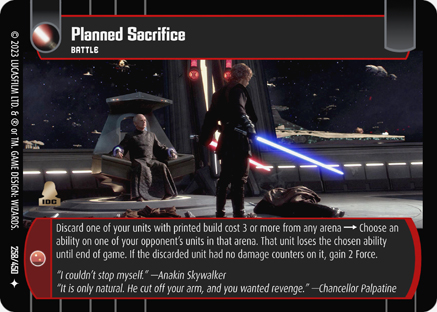 Planned Sacrifice
BATTLE
© 2023 LUCASFILM LTD. & ® or TM. GAME DESIGN: WIZARDS.
IDC
258/450
Discard one of your units with printed build cost 3 or more from any arena → Choose an
ability on one of your opponent's units in that arena. That unit loses the chosen ability
until end of game. If the discarded unit had no damage counters on it, gain 2 Force.
"I couldn't stop myself." —Anakin Skywalker
"It is only natural. He cut off your arm, and you wanted revenge." —Chancellor Palpatine